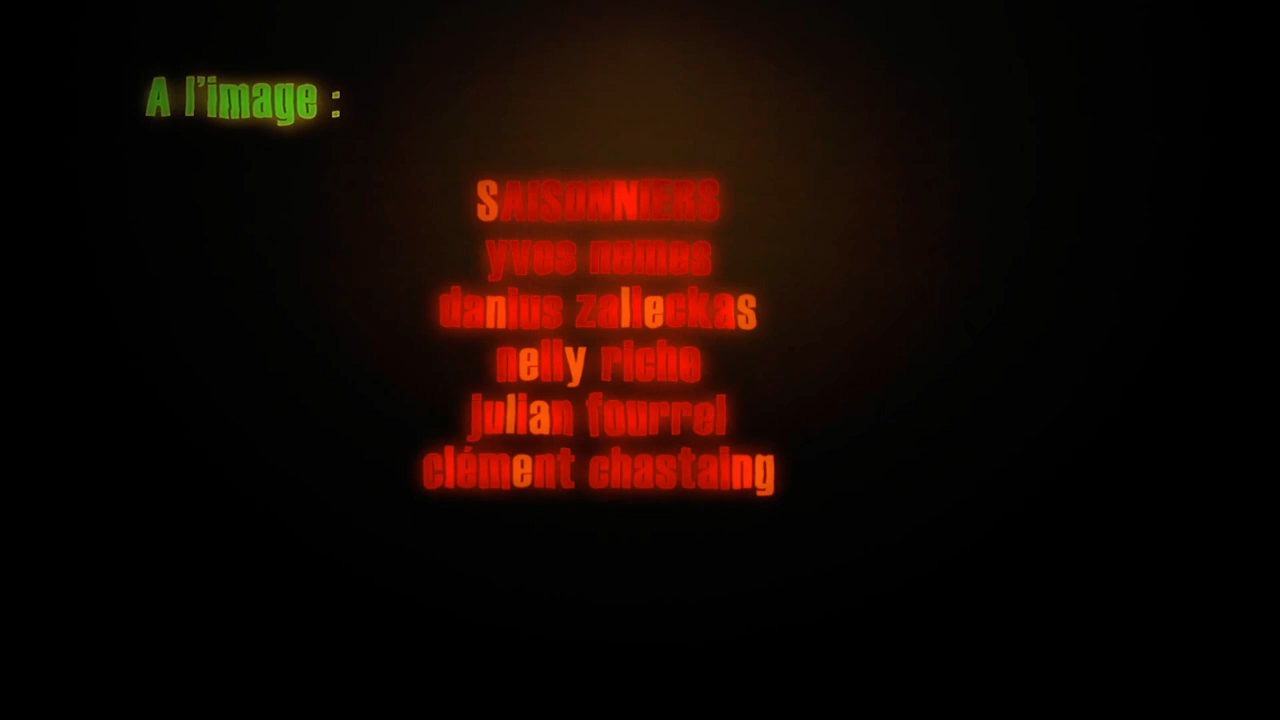 A l'image :
SAISONNIERS
yves nemes
danius zalleckas
nelly riche
julian fourrel
clément chastaing